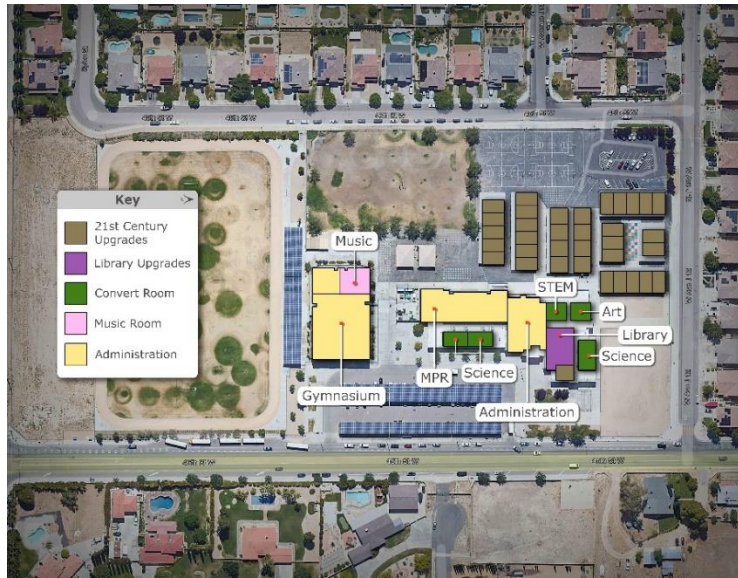 Key
21st Century
Upgrades
Library Upgrades
Convert Room
Music Room
Administration
Music
STEM
Art
Library
Science
MPR
Science
Gymnasium
Administration